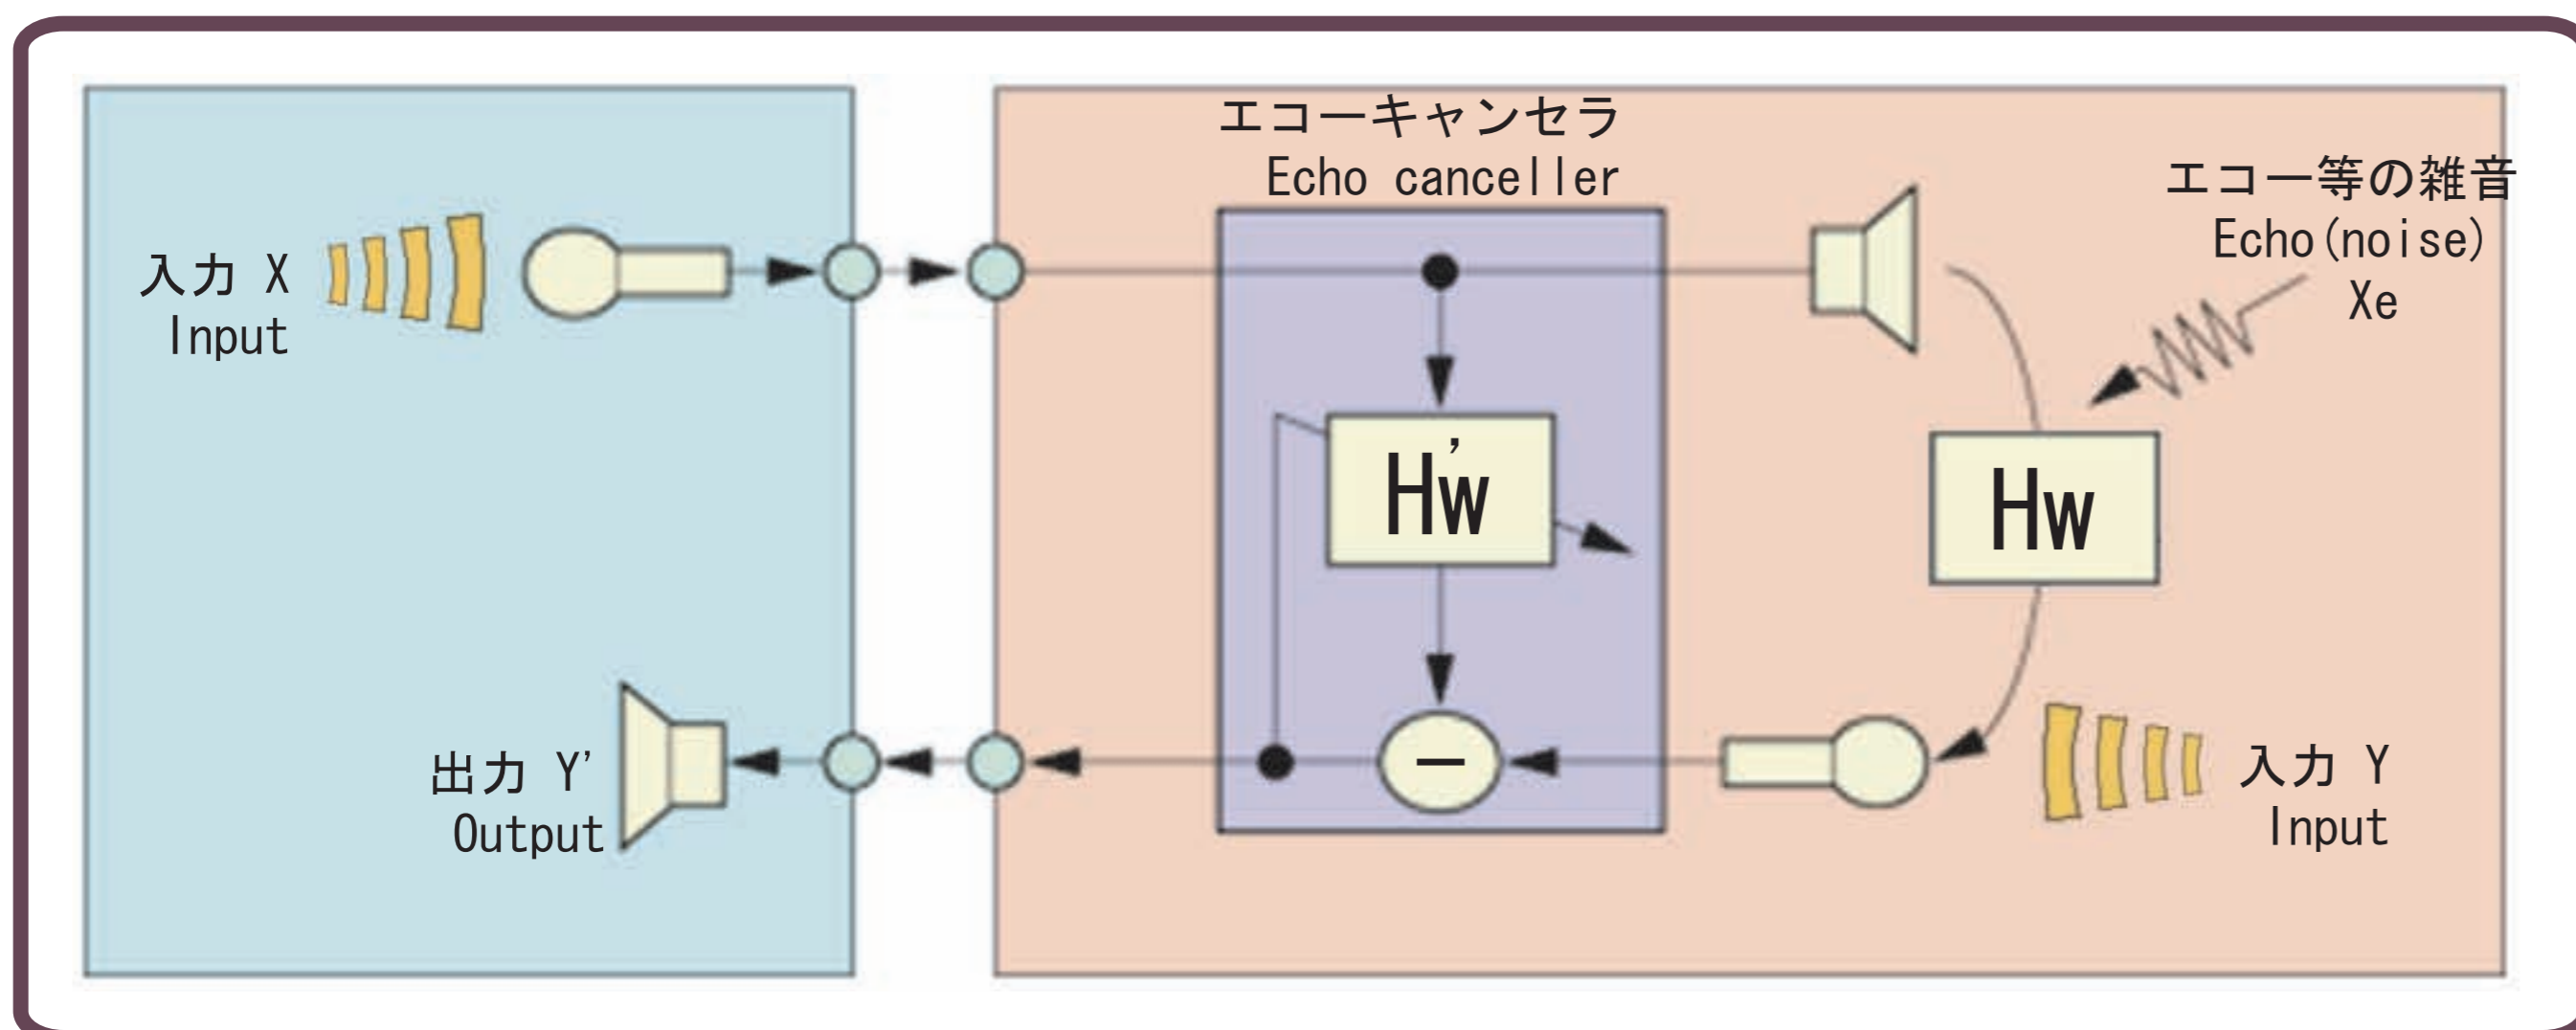 エコーキャンセラ
Echo canceller
エコー等の雑音
Echo(noise)
Xe
入力 X
Input
H'w
Hw
−
出力 Y'
Output
入力 Y
Input